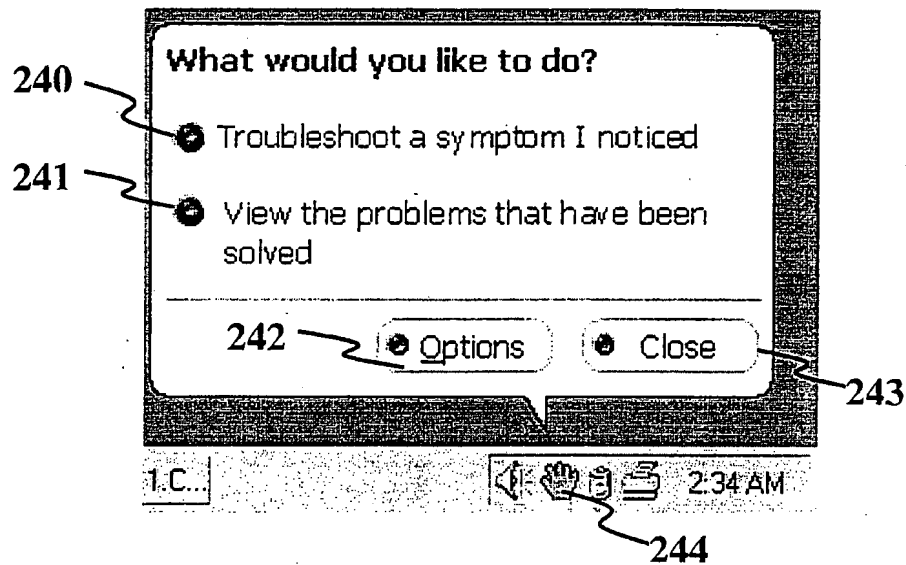 What would you like to do?
240
Troubleshoot a symptom I noticed
241
View the problems that have been
solved
242
Options
Close
243
1.C...
2:34 AM
244